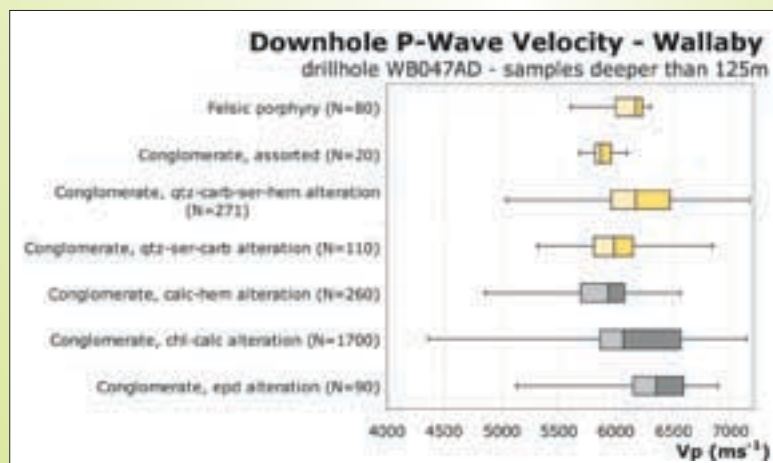 Downhole P-Wave Velocity - Wallaby
drillhole WB047AD - samples deeper than 125m
Felsic porphyry (N=80)
Conglomerate, assorted (N=20)
Conglomerate, qtz-carb-ser-hem alteration
(N=271)
Conglomerate, qtz-ser-carb alteration (N=110)
Conglomerate, calc-hem alteration (N=260)
Conglomerate, chl-calc alteration (N=1700)
Conglomerate, epd alteration (N=90)
4000 4500 5000 5500 6000 6500 7000
Vp (ms⁻¹)